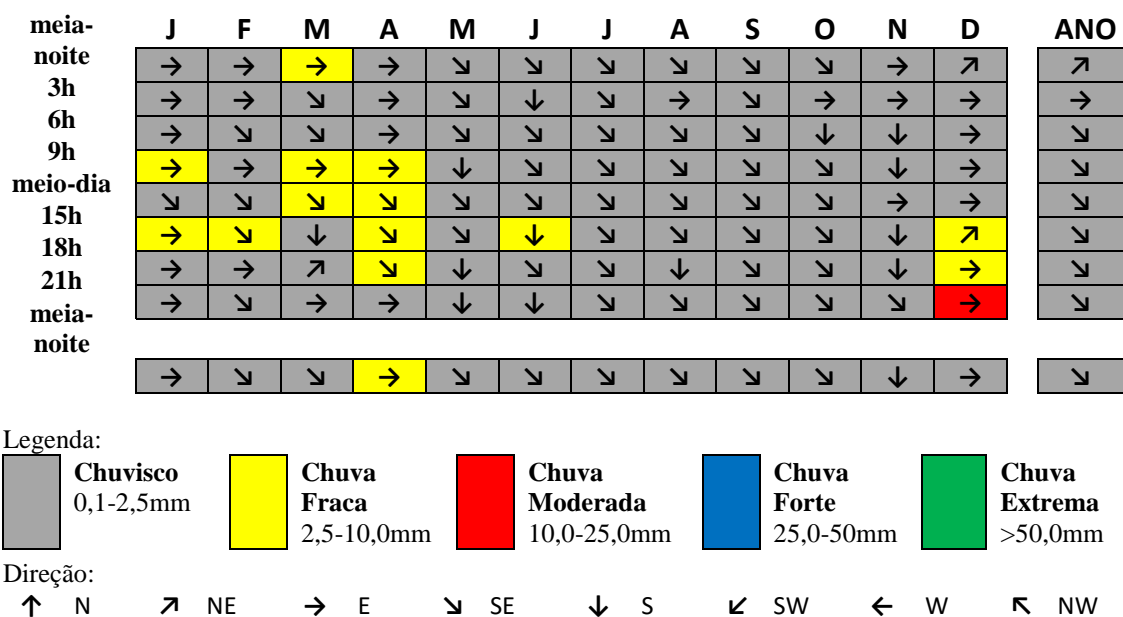 meia-
noite
J F M A M J J A S O N D ANO
→ → → → ↘ ↘ ↘ ↘ ↘ ↘ → ↗ ↗
3h
→ → ↘ → ↘ ↓ ↘ → ↘ → → → →
6h
→ ↘ ↘ → ↘ ↘ ↘ ↘ ↘ ↓ ↓ → ↘
9h
→ → → → ↓ ↘ ↘ ↘ ↘ ↘ ↓ → ↘
meio-dia
↘ ↘ ↘ ↘ ↘ ↘ ↘ ↘ ↘ ↘ → → ↘
15h
→ ↘ ↓ ↘ ↘ ↓ ↘ ↘ ↘ ↘ ↓ ↗ ↘
18h
→ → ↗ ↘ ↓ ↘ ↘ ↓ ↘ ↘ ↓ → ↘
21h
→ ↘ → → ↓ ↓ ↘ ↘ ↘ ↘ ↘ → ↘
meia-
noite
→ ↘ ↘ → ↘ ↘ ↘ ↘ ↘ ↘ ↓ → ↘
Legenda:
Chuvisco
0,1-2,5mm
Chuva
Fraca
2,5-10,0mm
Chuva
Moderada
10,0-25,0mm
Chuva
Forte
25,0-50mm
Chuva
Extrema
>50,0mm
Direção:
↑ N ↗ NE → E ↘ SE ↓ S ↙ SW ← W ↖ NW